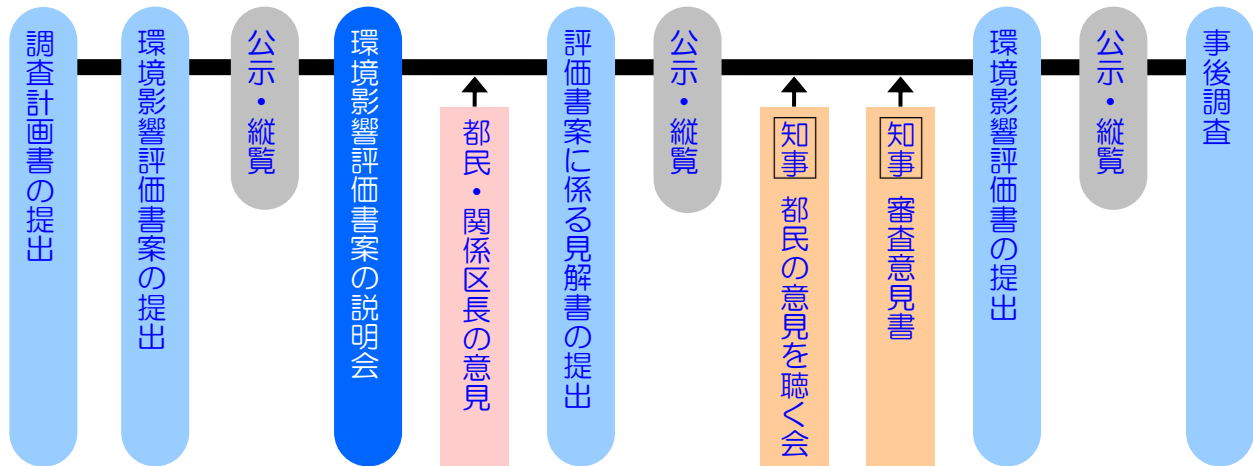 調査計画書の提出
環境影響評価書案の提出
公示・縦覧
環境影響評価書案の説明会
都民・関係区長の意見
評価書案に係る見解書の提出
公示・縦覧
知事 都民の意見を聴く会
知事 審査意見書
環境影響評価書の提出
公示・縦覧
事後調査